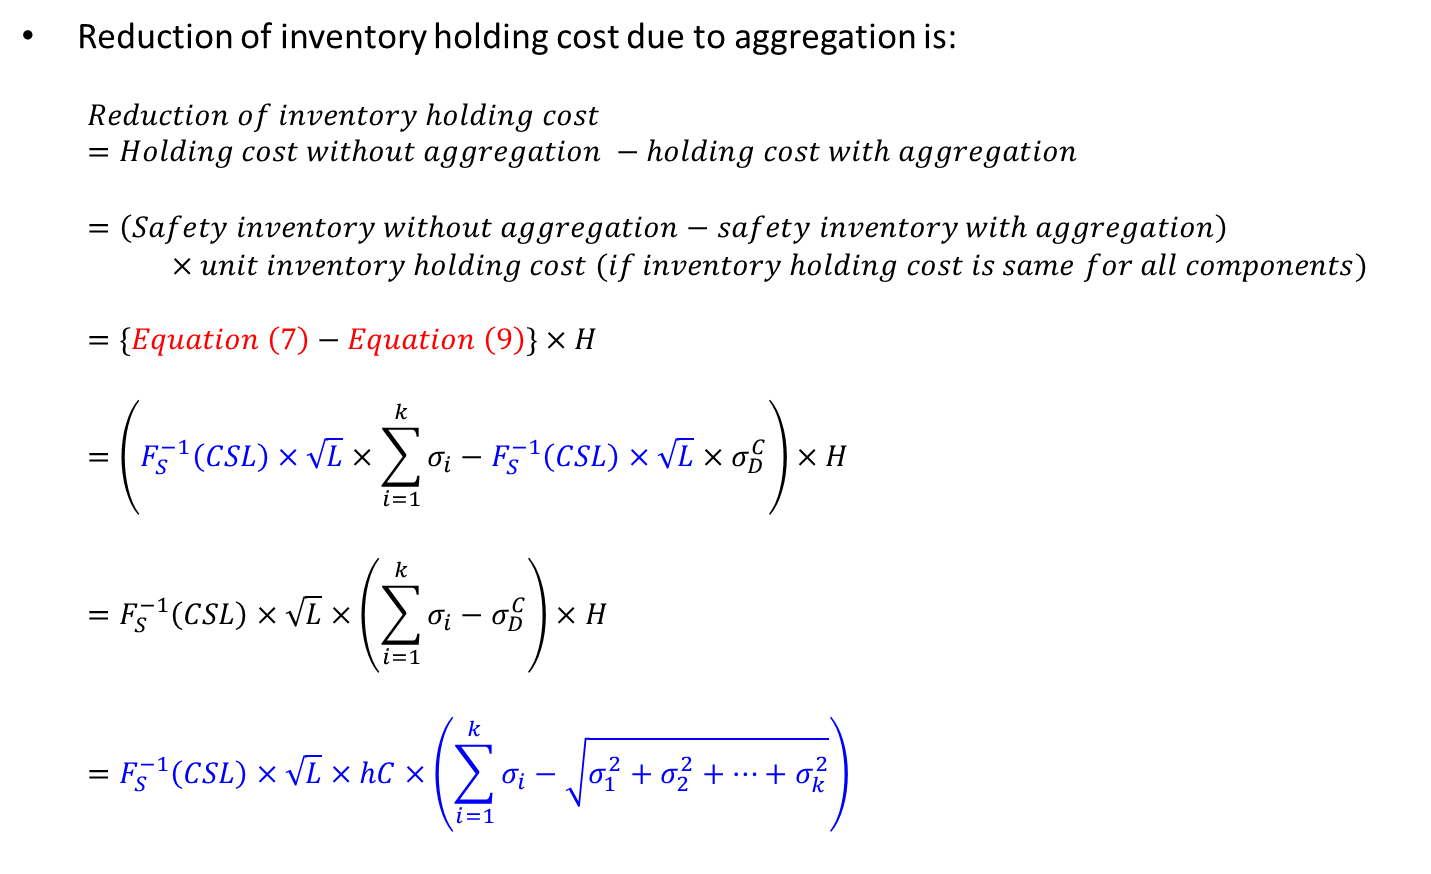 • Reduction of inventory holding cost due to aggregation is:
Reduction of inventory holding cost
= Holding cost without aggregation − holding cost with aggregation
= (Safety inventory without aggregation − safety inventory with aggregation)
× unit inventory holding cost (if inventory holding cost is same for all components)
= {Equation (7) − Equation (9)} × H
= ( F_S^{-1}(CSL) × √L × ∑_{i=1}^{k} σ_i − F_S^{-1}(CSL) × √L × σ_D^C ) × H
= F_S^{-1}(CSL) × √L × ( ∑_{i=1}^{k} σ_i − σ_D^C ) × H
= F_S^{-1}(CSL) × √L × hC × ( ∑_{i=1}^{k} σ_i − √(σ_1^2 + σ_2^2 + ⋯ + σ_k^2) )